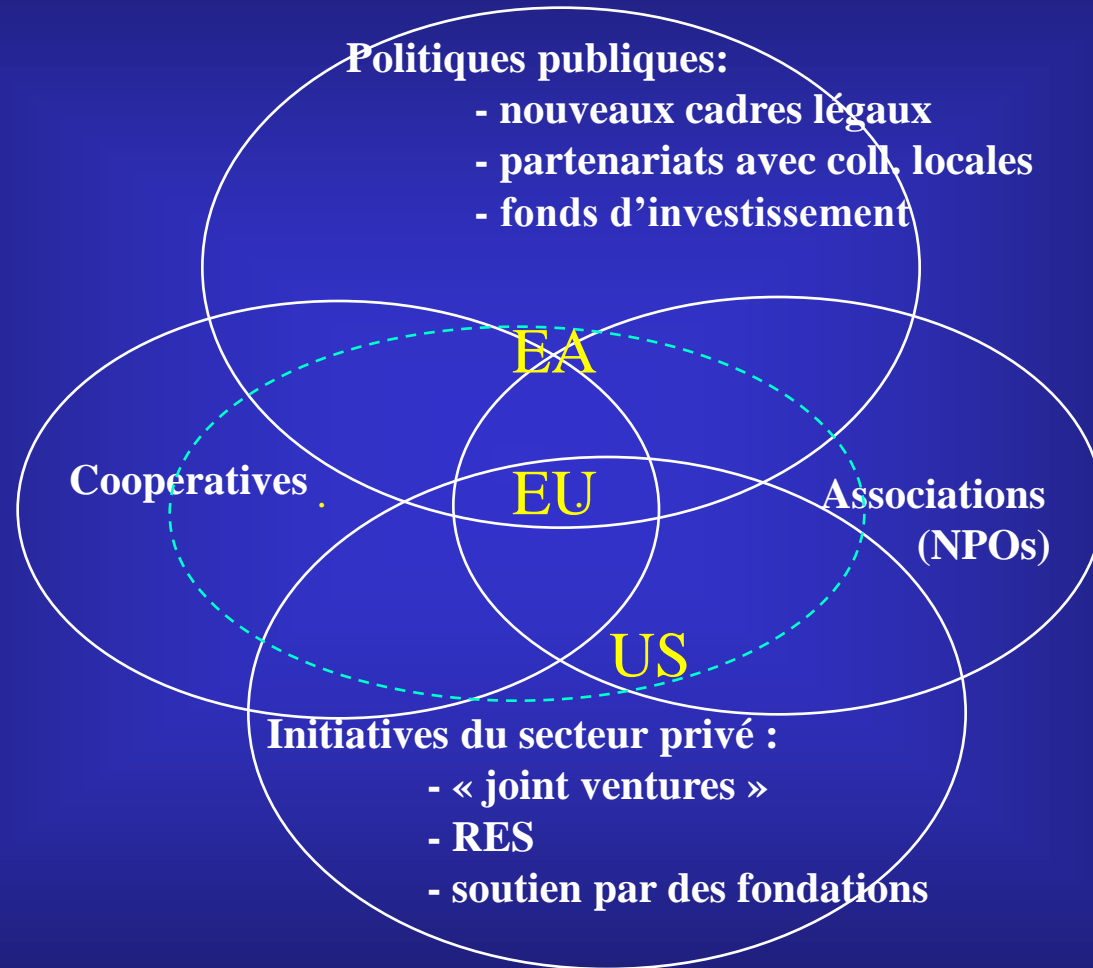 Politiques publiques:
- nouveaux cadres légaux
- partenariats avec coll. locales
- fonds d’investissement
EA
Cooperatives
EU
Associations
(NPOs)
US
Initiatives du secteur privé :
- « joint ventures »
- RES
- soutien par des fondations